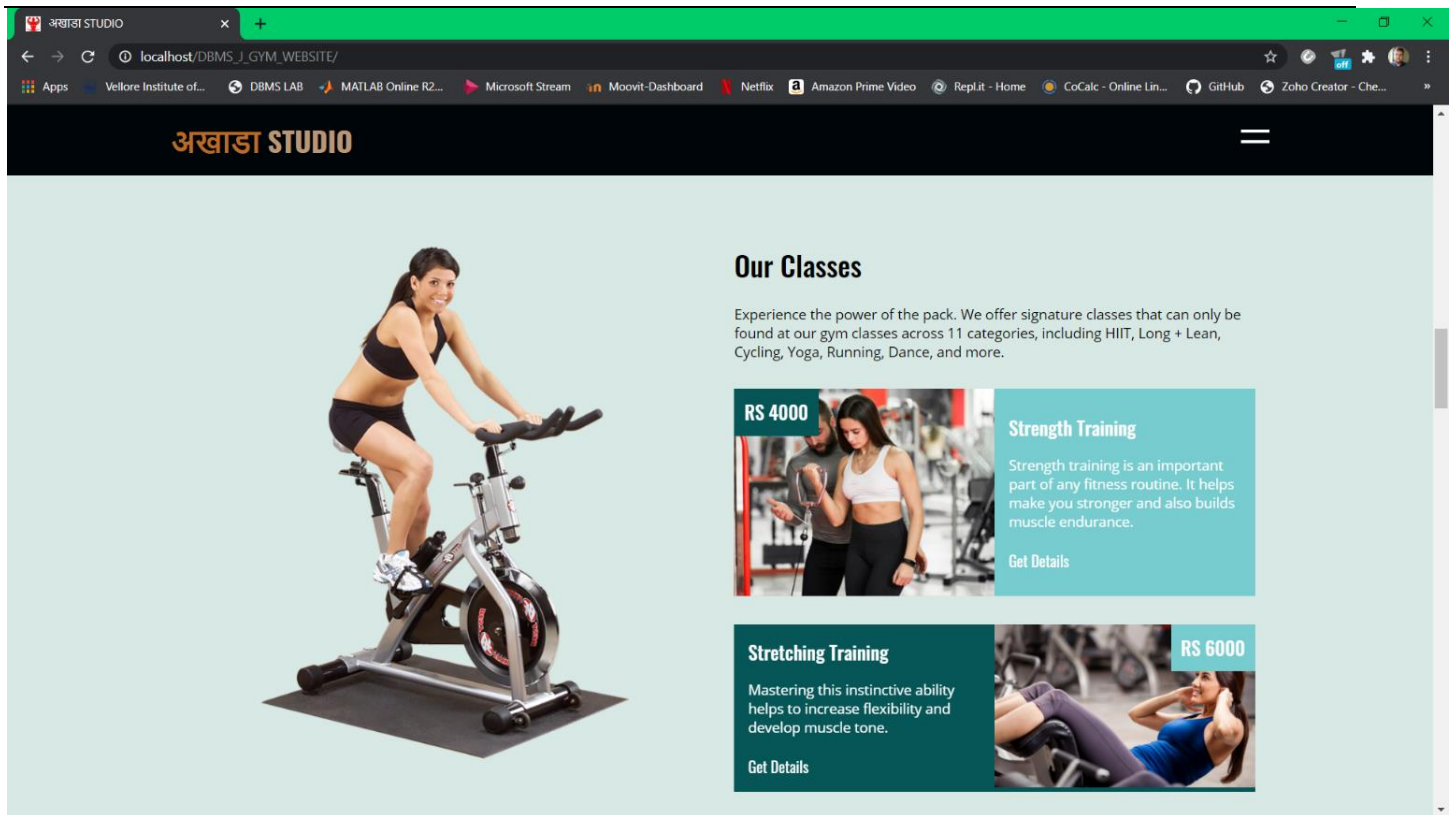 अखाडा STUDIO
localhost/DBMS_J_GYM_WEBSITE/
off
Apps
Vellore Institute of...
DBMS LAB
MATLAB Online R2...
Microsoft Stream
Moovit-Dashboard
Netflix
Amazon Prime Video
Repl.it - Home
CoCalc - Online Lin...
GitHub
Zoho Creator - Che...
»
अखाडा STUDIO
Our Classes
Experience the power of the pack. We offer signature classes that can only be
found at our gym classes across 11 categories, including HIIT, Long + Lean,
Cycling, Yoga, Running, Dance, and more.
RS 4000
Strength Training
Strength training is an important
part of any fitness routine. It helps
make you stronger and also builds
muscle endurance.
Get Details
Stretching Training
RS 6000
Mastering this instinctive ability
helps to increase flexibility and
develop muscle tone.
Get Details